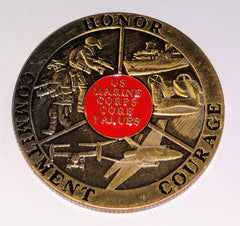 HONOR
COMMITMENT
COURAGE
US
MARINE
CORPS
CORE
VALUES